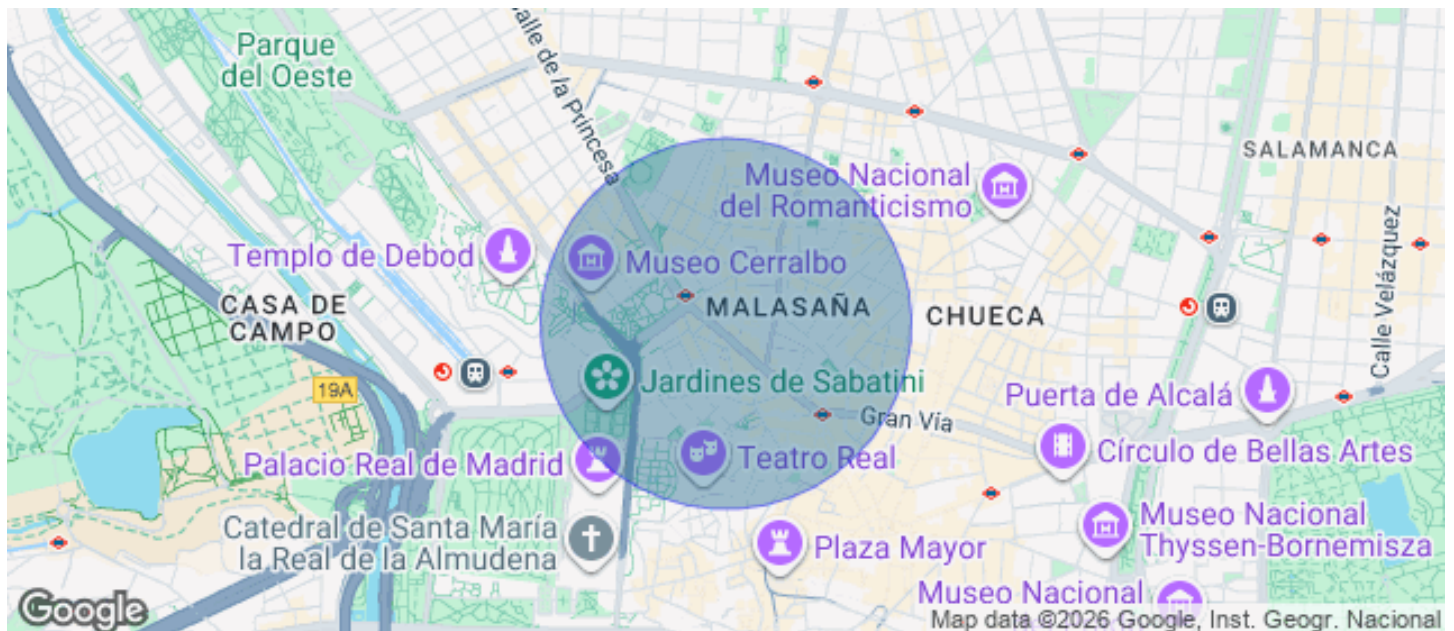 Parque
del Oeste
Calle de la Princesa
SALAMANCA
Museo Nacional
del Romanticismo
Calle Velázquez
Templo de Debod
Museo Cerralbo
CASA DE
CAMPO
MALASAÑA
CHUECA
19A
Jardines de Sabatini
Gran Vía
Puerta de Alcalá
Palacio Real de Madrid
Teatro Real
Círculo de Bellas Artes
Catedral de Santa María
la Real de la Almudena
Plaza Mayor
Museo Nacional
Thyssen-Bornemisza
Museo Nacional
Google
Map data ©2026 Google, Inst. Geogr. Nacional